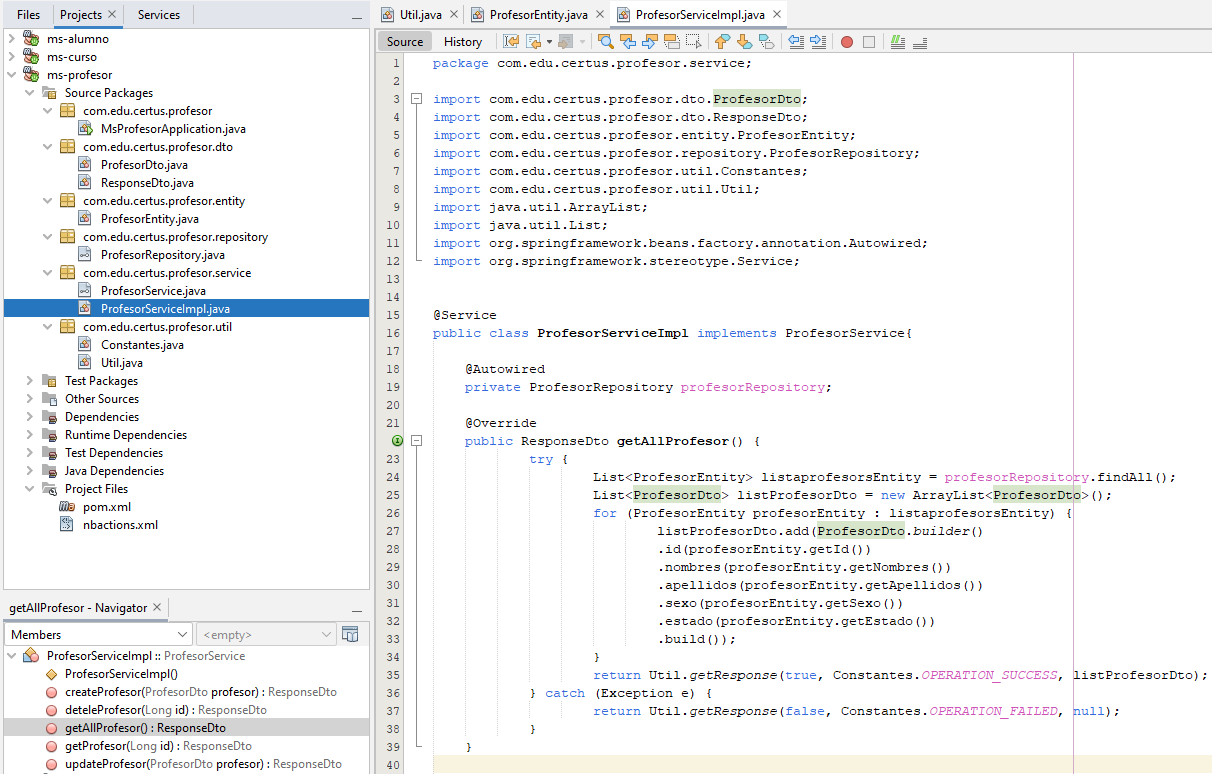 Files Projects Services
ms-alumno
ms-curso
ms-profesor
Source Packages
com.edu.certus.profesor
MsProfesorApplication.java
com.edu.certus.profesor.dto
ProfesorDto.java
ResponseDto.java
com.edu.certus.profesor.entity
ProfesorEntity.java
com.edu.certus.profesor.repository
ProfesorRepository.java
com.edu.certus.profesor.service
ProfesorService.java
ProfesorServiceImpl.java
com.edu.certus.profesor.util
Constantes.java
Util.java
Test Packages
Other Sources
Dependencies
Runtime Dependencies
Test Dependencies
Java Dependencies
Project Files
pom.xml
nbactions.xml
getAllProfesor - Navigator
Members <empty>
ProfesorServiceImpl :: ProfesorService
ProfesorServiceImpl()
createProfesor(ProfesorDto profesor) : ResponseDto
deteleProfesor(Long id) : ResponseDto
getAllProfesor() : ResponseDto
getProfesor(Long id) : ResponseDto
updateProfesor(ProfesorDto profesor) : ResponseDto
Util.java ProfesorEntity.java ProfesorServiceImpl.java
Source History
1 package com.edu.certus.profesor.service;
2
3 import com.edu.certus.profesor.dto.ProfesorDto;
4 import com.edu.certus.profesor.dto.ResponseDto;
5 import com.edu.certus.profesor.entity.ProfesorEntity;
6 import com.edu.certus.profesor.repository.ProfesorRepository;
7 import com.edu.certus.profesor.util.Constantes;
8 import com.edu.certus.profesor.util.Util;
9 import java.util.ArrayList;
10 import java.util.List;
11 import org.springframework.beans.factory.annotation.Autowired;
12 import org.springframework.stereotype.Service;
13
14
15 @Service
16 public class ProfesorServiceImpl implements ProfesorService{
17
18 @Autowired
19 private ProfesorRepository profesorRepository;
20
21 @Override
public ResponseDto getAllProfesor() {
23 try {
24 List<ProfesorEntity> listaprofesorsEntity = profesorRepository.findAll();
25 List<ProfesorDto> listProfesorDto = new ArrayList<ProfesorDto>();
26 for (ProfesorEntity profesorEntity : listaprofesorsEntity) {
27 listProfesorDto.add(ProfesorDto.builder()
28 .id(profesorEntity.getId())
29 .nombres(profesorEntity.getNombres())
30 .apellidos(profesorEntity.getApellidos())
31 .sexo(profesorEntity.getSexo())
32 .estado(profesorEntity.getEstado())
33 .build());
34 }
35 return Util.getResponse(true, Constantes.OPERATION_SUCCESS, listProfesorDto);
36 } catch (Exception e) {
37 return Util.getResponse(false, Constantes.OPERATION_FAILED, null);
38 }
39 }
40